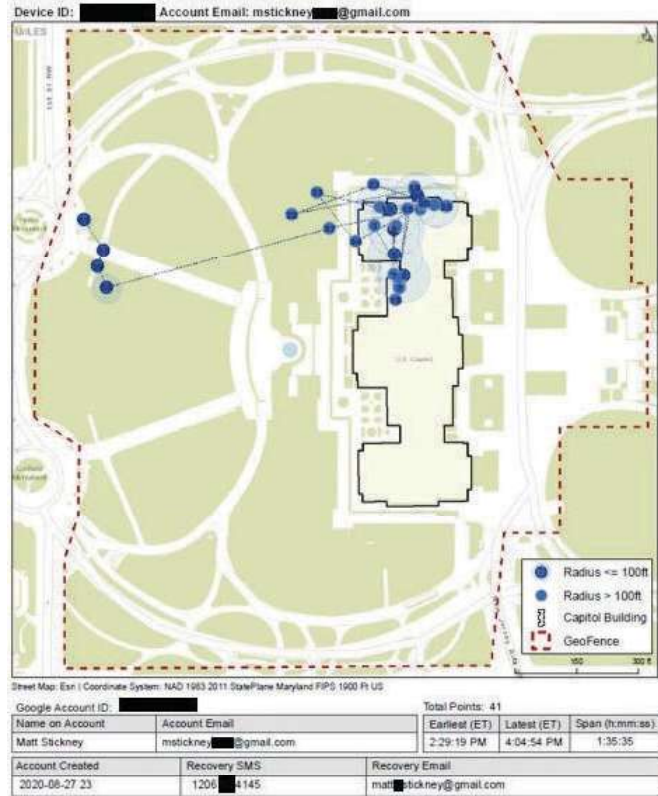 Device ID: Account Email: mstickney @gmail.com
1st St NW
U.S. Capitol
Radius <= 100ft
Radius > 100ft
Capitol Building
GeoFence
150 300 ft
Street Map: Esri | Coordinate System: NAD 1983 2011 StatePlane Maryland FIPS 1900 Ft US
Google Account ID: Total Points: 41
Name on Account Account Email Earliest (ET) Latest (ET) Span (h:mm:ss)
Matt Stickney mstickney @gmail.com 2:29:19 PM 4:04:54 PM 1:35:35
Account Created Recovery SMS Recovery Email
2020-08-27 23 1206 4145 matt stickney@gmail.com